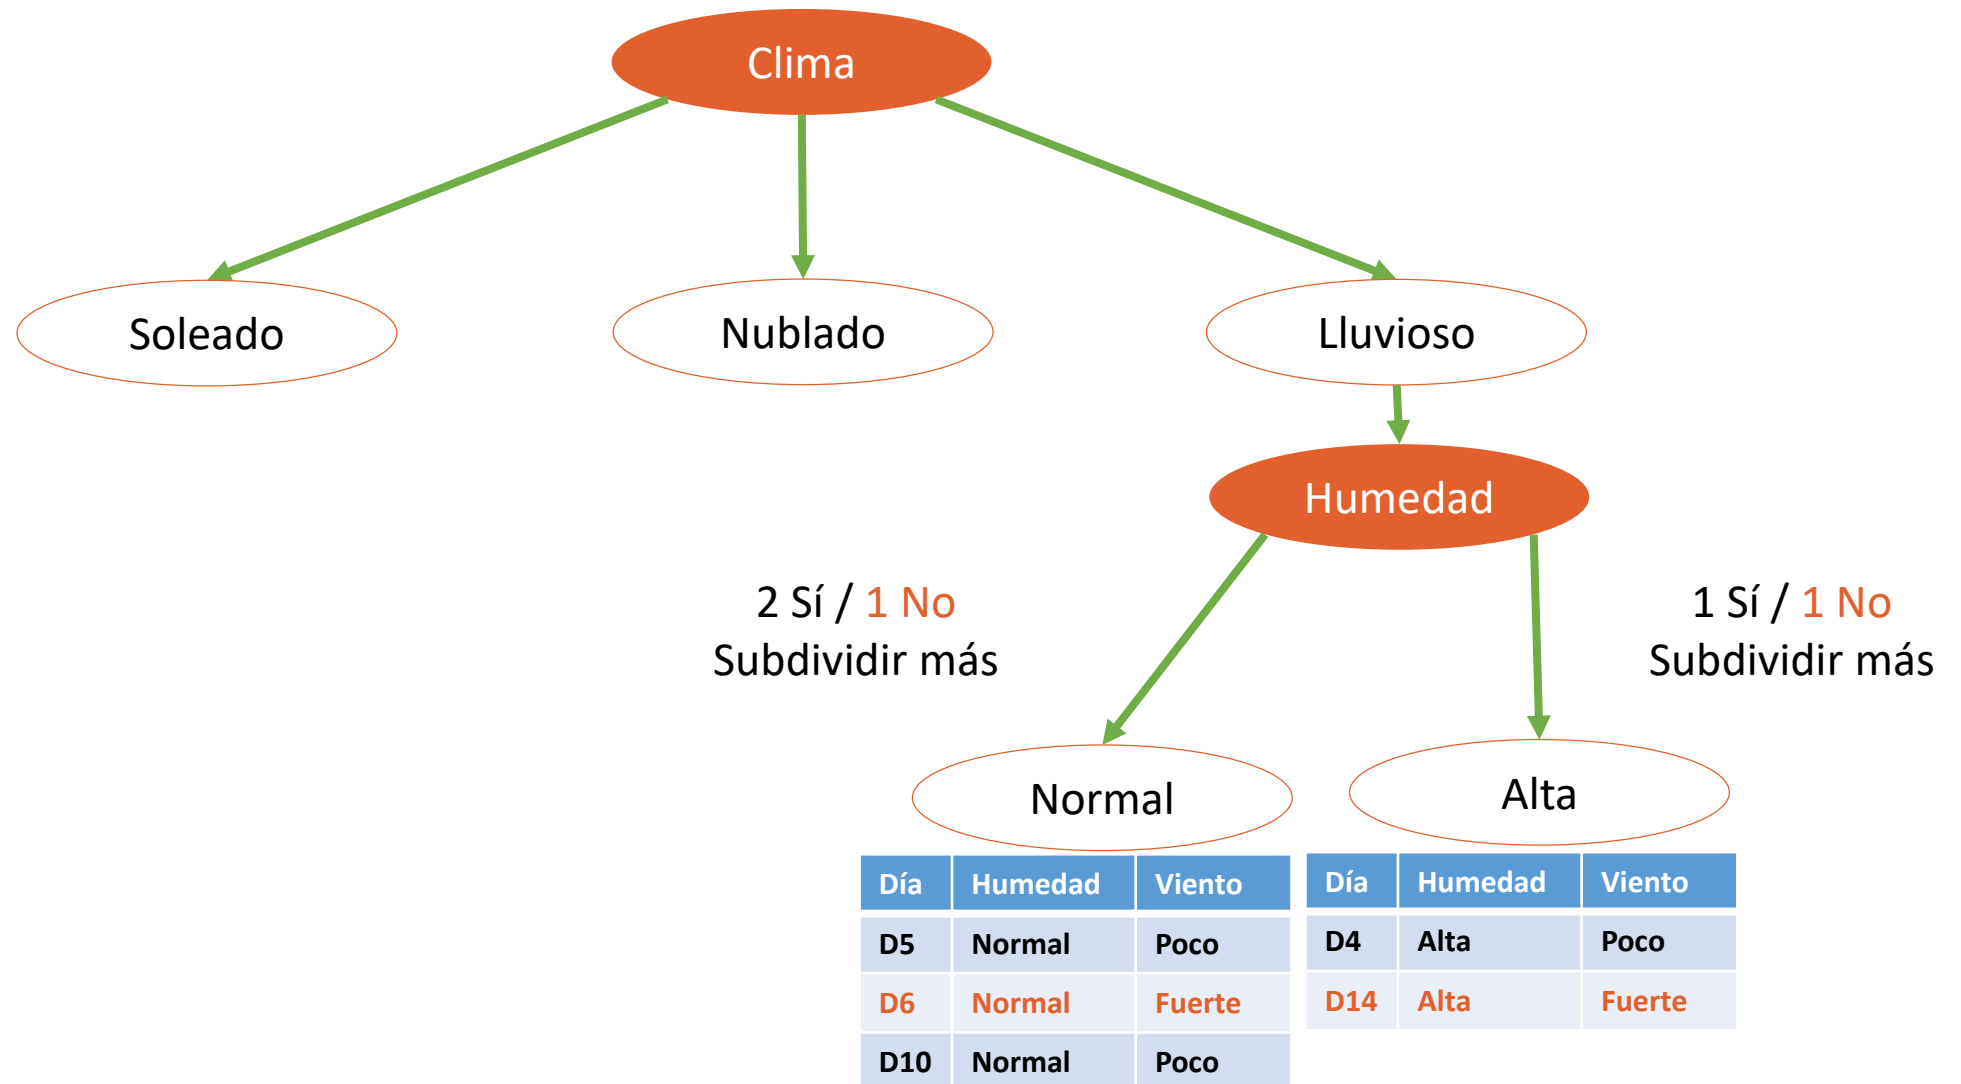 Clima
Soleado
Nublado
Lluvioso
Humedad
2 Sí / 1 No
Subdividir más
1 Sí / 1 No
Subdividir más
Normal
Alta
Día Humedad Viento
D5 Normal Poco
D6 Normal Fuerte
D10 Normal Poco
Día Humedad Viento
D4 Alta Poco
D14 Alta Fuerte